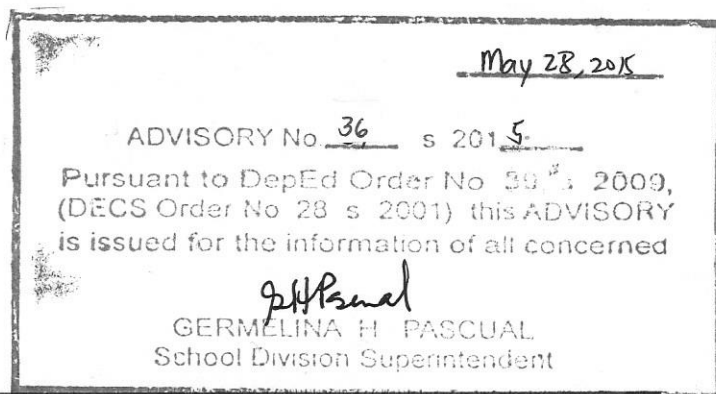 May 28, 2015
ADVISORY No. 36 s 2015
Pursuant to DepEd Order No 39, s 2009,
(DECS Order No 28 s 2001) this ADVISORY
is issued for the information of all concerned
GERMELINA H PASCUAL
School Division Superintendent